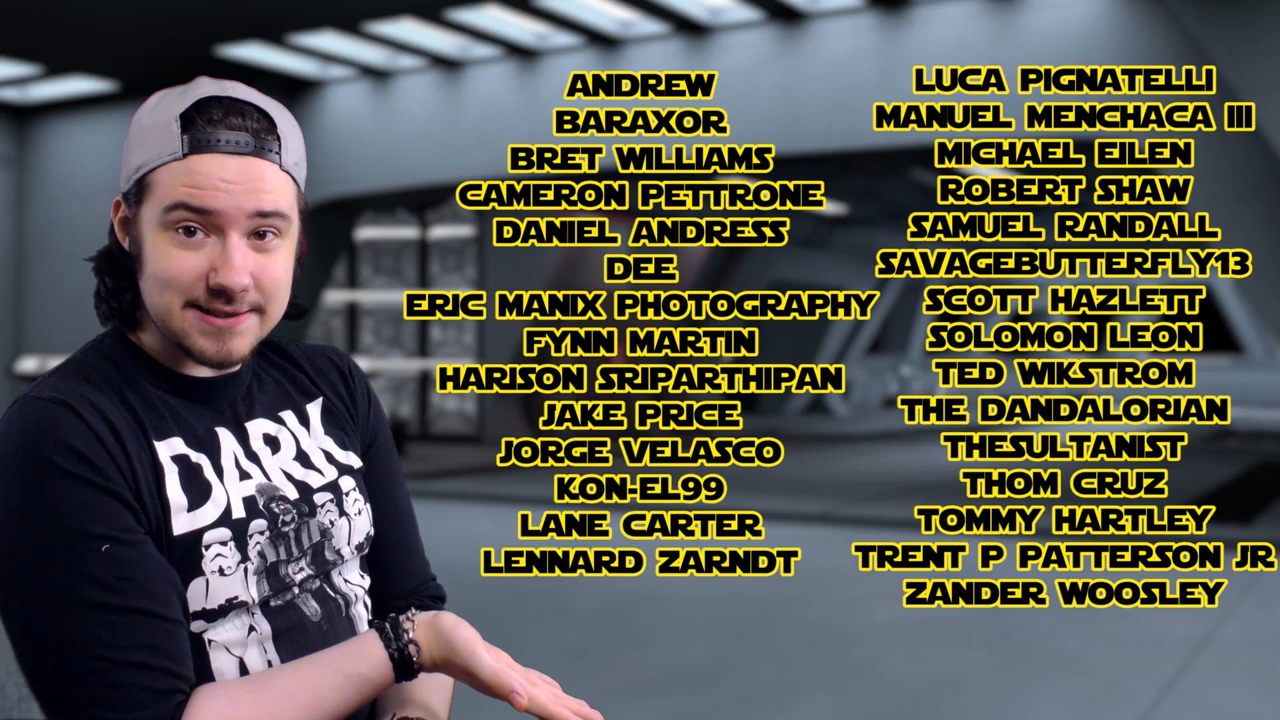 ANDREW
BARAXOR
BRET WILLIAMS
CAMERON PETTRONE
DANIEL ANDRESS
DEE
ERIC MANIX PHOTOGRAPHY
FYNN MARTIN
HARISON SRIPARTHIPAN
JAKE PRICE
JORGE VELASCO
KON-EL99
LANE CARTER
LENNARD ZARNDT
LUCA PIGNATELLI
MANUEL MENCHACA III
MICHAEL EILEN
ROBERT SHAW
SAMUEL RANDALL
SAVAGEBUTTERFLY13
SCOTT HAZLETT
SOLOMON LEON
TED WIKSTROM
THE DANDALORIAN
THESULTANIST
THOM CRUZ
TOMMY HARTLEY
TRENT P PATTERSON JR
ZANDER WOOSLEY
DARK